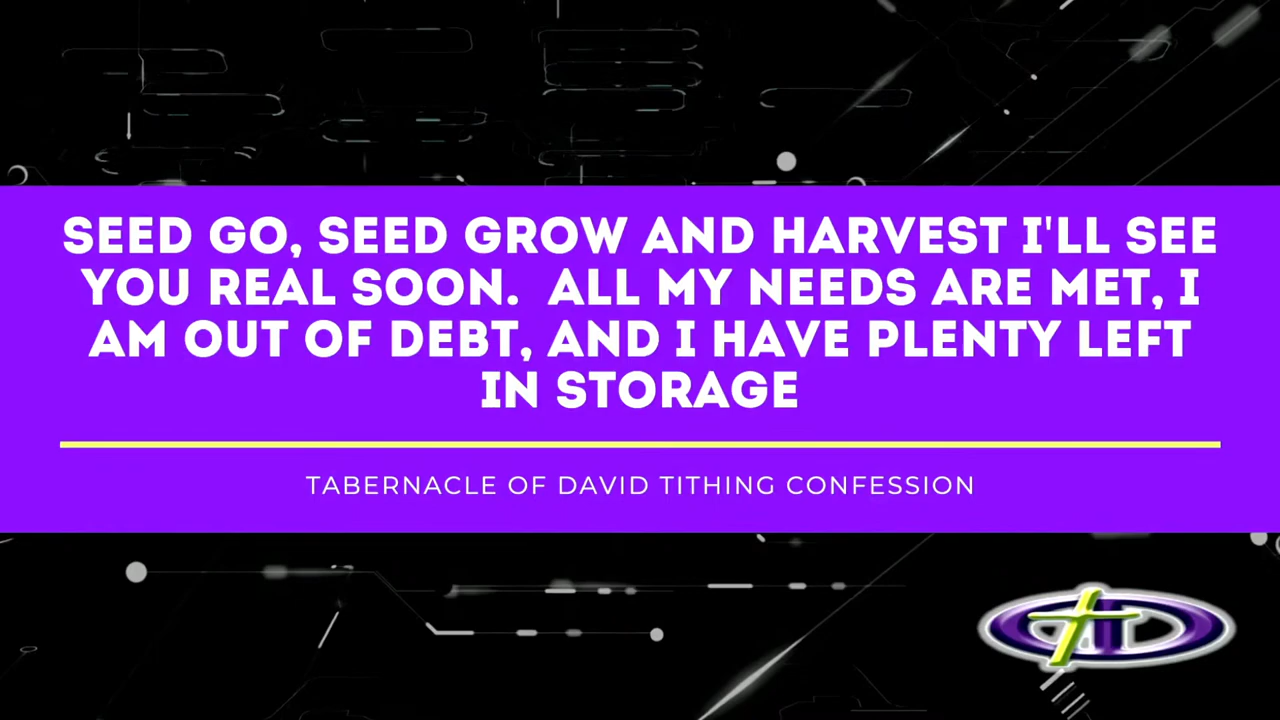 SEED GO, SEED GROW AND HARVEST I'LL SEE
YOU REAL SOON.  ALL MY NEEDS ARE MET, I
AM OUT OF DEBT, AND I HAVE PLENTY LEFT
IN STORAGE
TABERNACLE OF DAVID TITHING CONFESSION